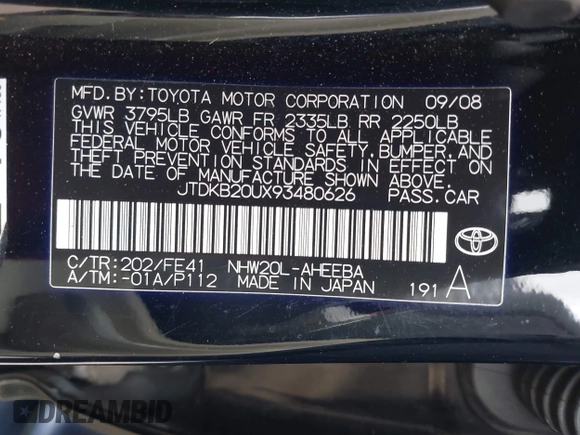 MFD. BY: TOYOTA MOTOR CORPORATION 09/08
GVWR 3795LB GAWR FR 2335LB RR 2250LB
THIS VEHICLE CONFORMS TO ALL APPLICABLE
FEDERAL MOTOR VEHICLE SAFETY, BUMPER, AND
THEFT PREVENTION STANDARDS IN EFFECT ON
THE DATE OF MANUFACTURE SHOWN ABOVE.
JTDKB20UX93480626 PASS. CAR
C/TR: 202/FE41 NHW20L-AHEEBA
A/TM: -01A/P112 MADE IN JAPAN 191 A
DREAMBID